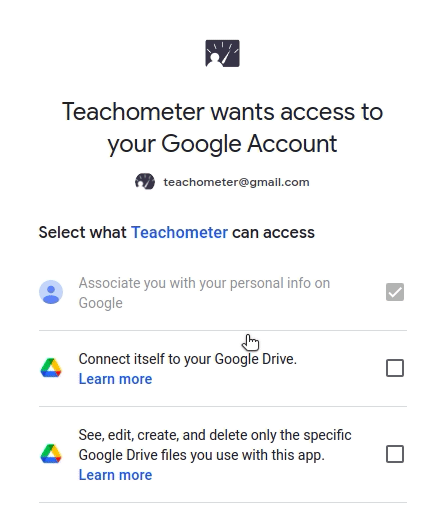 Teachometer wants access to
your Google Account
teachometer@gmail.com
Select what Teachometer can access
Associate you with your personal info on
Google
Connect itself to your Google Drive.
Learn more
See, edit, create, and delete only the specific
Google Drive files you use with this app.
Learn more